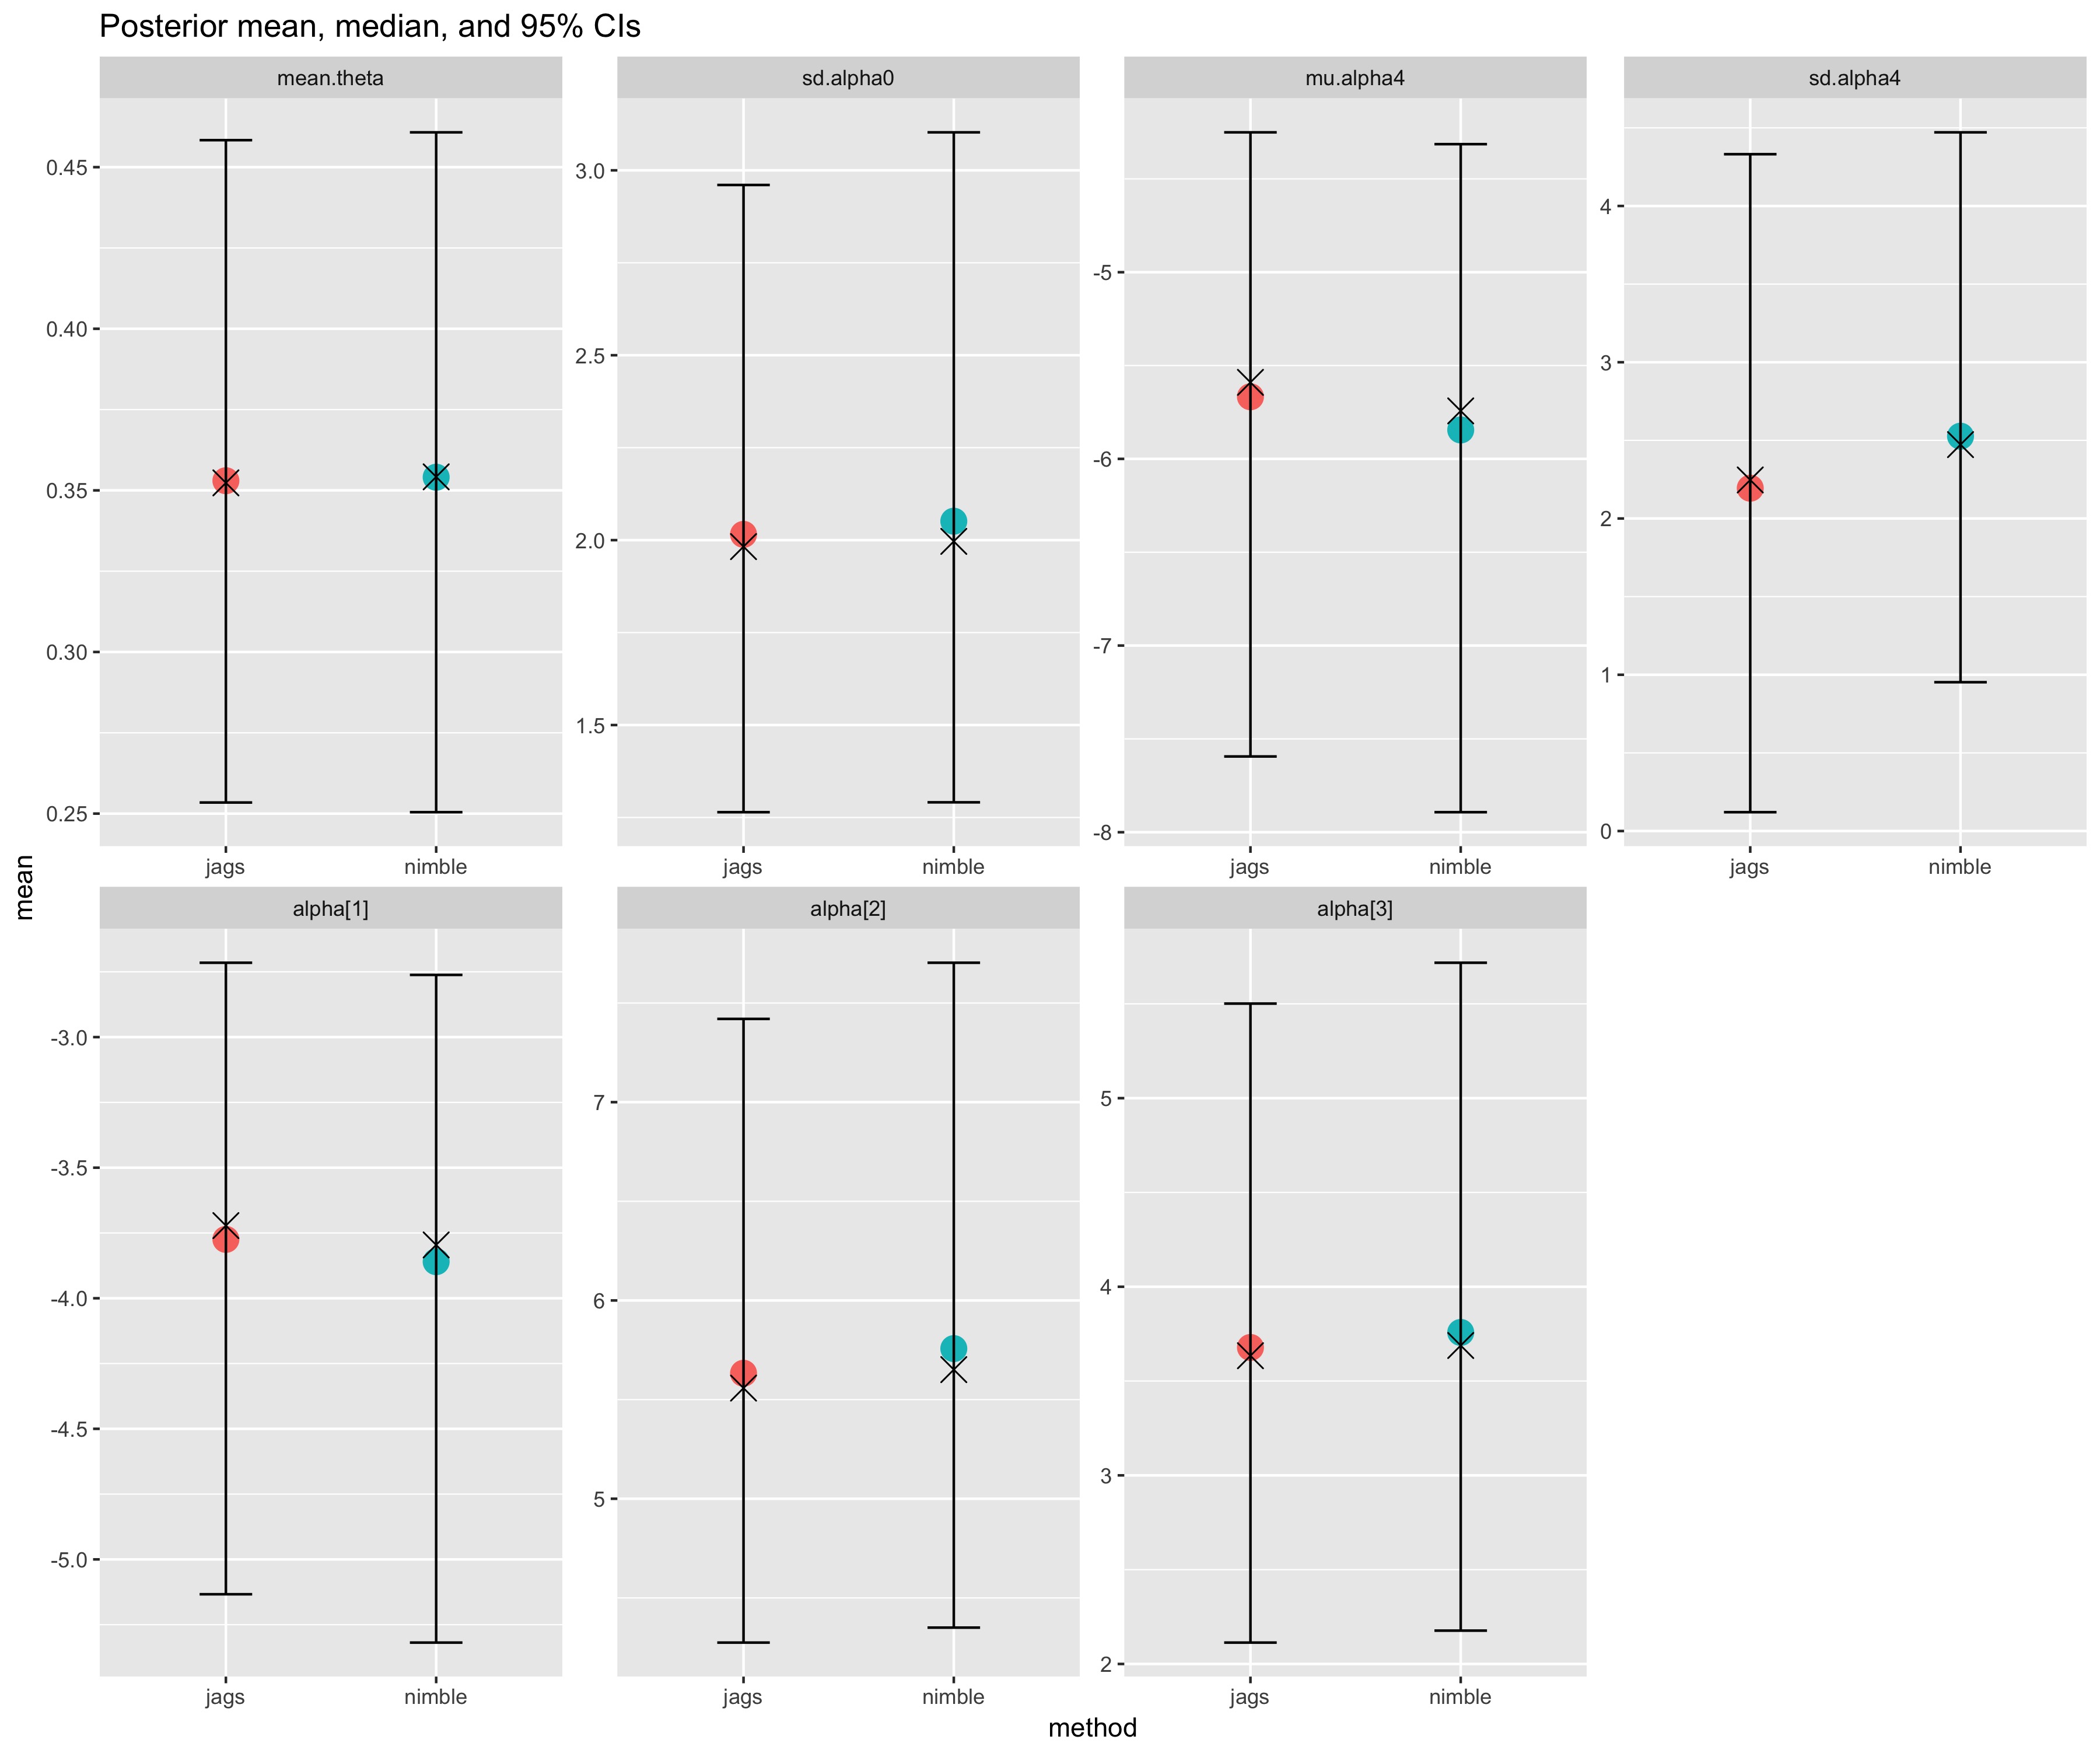 Posterior mean, median, and 95% CIs
mean.theta
sd.alpha0
mu.alpha4
sd.alpha4
0.45
0.40
0.35
0.30
0.25
3.0
2.5
2.0
1.5
-5
-6
-7
-8
4
3
2
1
0
jags nimble
jags nimble
jags nimble
jags nimble
mean
alpha[1]
alpha[2]
alpha[3]
-3.0
-3.5
-4.0
-4.5
-5.0
7
6
5
5
4
3
2
jags nimble
jags nimble
jags nimble
method